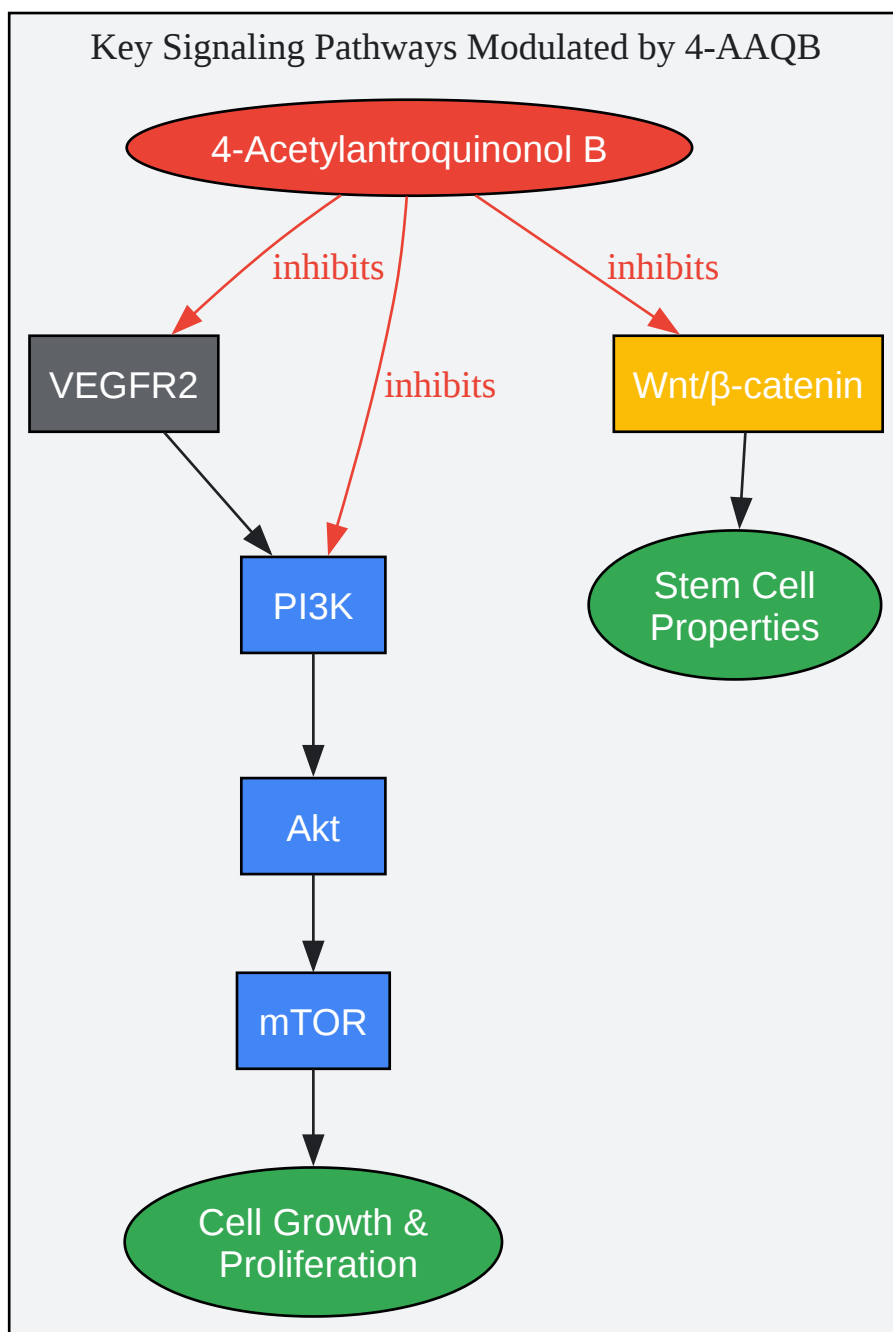 Key Signaling Pathways Modulated by 4-AAQB
4-Acetylantroquinonol B
inhibits
inhibits
inhibits
VEGFR2
Wnt/β-catenin
PI3K
Stem Cell
Properties
Akt
mTOR
Cell Growth &
Proliferation